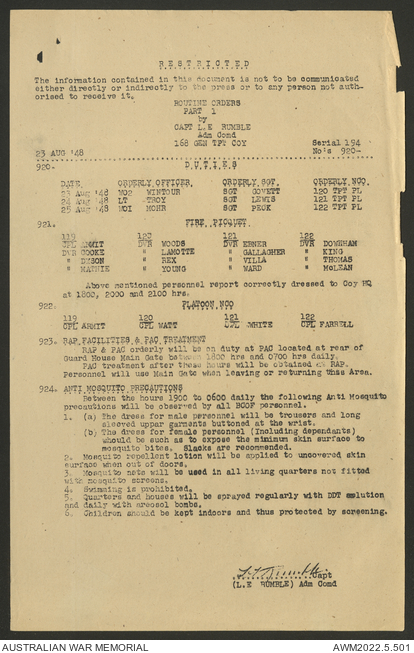 RESTRICTED
The information contained in this document is not to be communicated
either directly or indirectly to the press or to any person not auth-
orised to receive it.
ROUTINE ORDERS
PART 1
by
CAPT L.E RUMBLE
Adm Comd
168 GEN TPT COY
Serial 194
23 AUG '48
No's 920-
920. DUTIES
DATE ORDERLY OFFICER ORDERLY SGT ORDERLY NCO
23 AUG '48 WO2 WINTOUR SGT GOVETT 120 TPT PL
24 AUG '48 LT TROY SGT LEWIS 121 TPT PL
25 AUG '48 WO1 MOHR SGT PECK 122 TPT PL
921. FIRE PICQUET
119 120 121 122
CPL ARMIT DVR WOODS DVR EBNER DVR DONGHAM
DVR COOKE " LAMOTTE " GALLAGHER " KING
" DYSON " REX " VILLA " THOMAS
" MATHIE " YOUNG " WARD " McLEAN
Above mentioned personnel report correctly dressed to Coy HQ
at 1800, 2000 and 2100 hrs.
922. PLATOON NCO
119 120 121 122
CPL ARMIT CPL WATT CPL WHITE CPL FARRELL
923. RAP FACILITIES & PAC TREATMENT
RAP & PAC orderly will be on duty at PAC located at rear of
Guard House Main Gate between 1800 hrs and 0700 hrs daily.
PAC treatment after these hours will be obtained at RAP.
Personnel will use Main Gate when leaving or returning this Area.
924. ANTI MOSQUITO PRECAUTIONS
Between the hours 1900 to 0600 daily the following Anti Mosquito
precautions will be observed by all BCOF personnel.
1. (a) The dress for male personnel will be trousers and long
sleeved upper garments buttoned at the wrist.
(b) The dress for female personnel (Including dependants)
should be such as to expose the minimum skin surface to
mosquito bites. Slacks are recomended.
2. Mosquito repellent lotion will be applied to uncovered skin
surface when out of doors.
3. Mosquito nets will be used in all living quarters not fitted
with mosquito screens.
4. Swimming is prohibited.
5. Quarters and houses will be sprayed regularly with DDT solution
and daily with areosol bombs.
6. Children should be kept indoors and thus protected by screening.
Capt
(L.E RUMBLE) Adm Comd
AUSTRALIAN WAR MEMORIAL
AWM2022.5.501